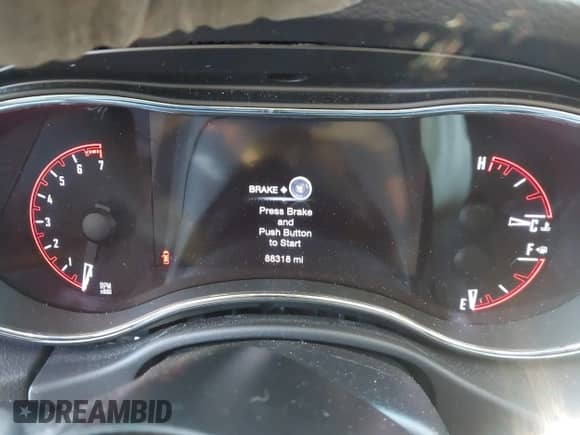 7
6
5
4
3
2
1
RPM
BRAKE +
Press Brake
and
Push Button
to Start
88318 mi
H
C
F
E
DREAMBID